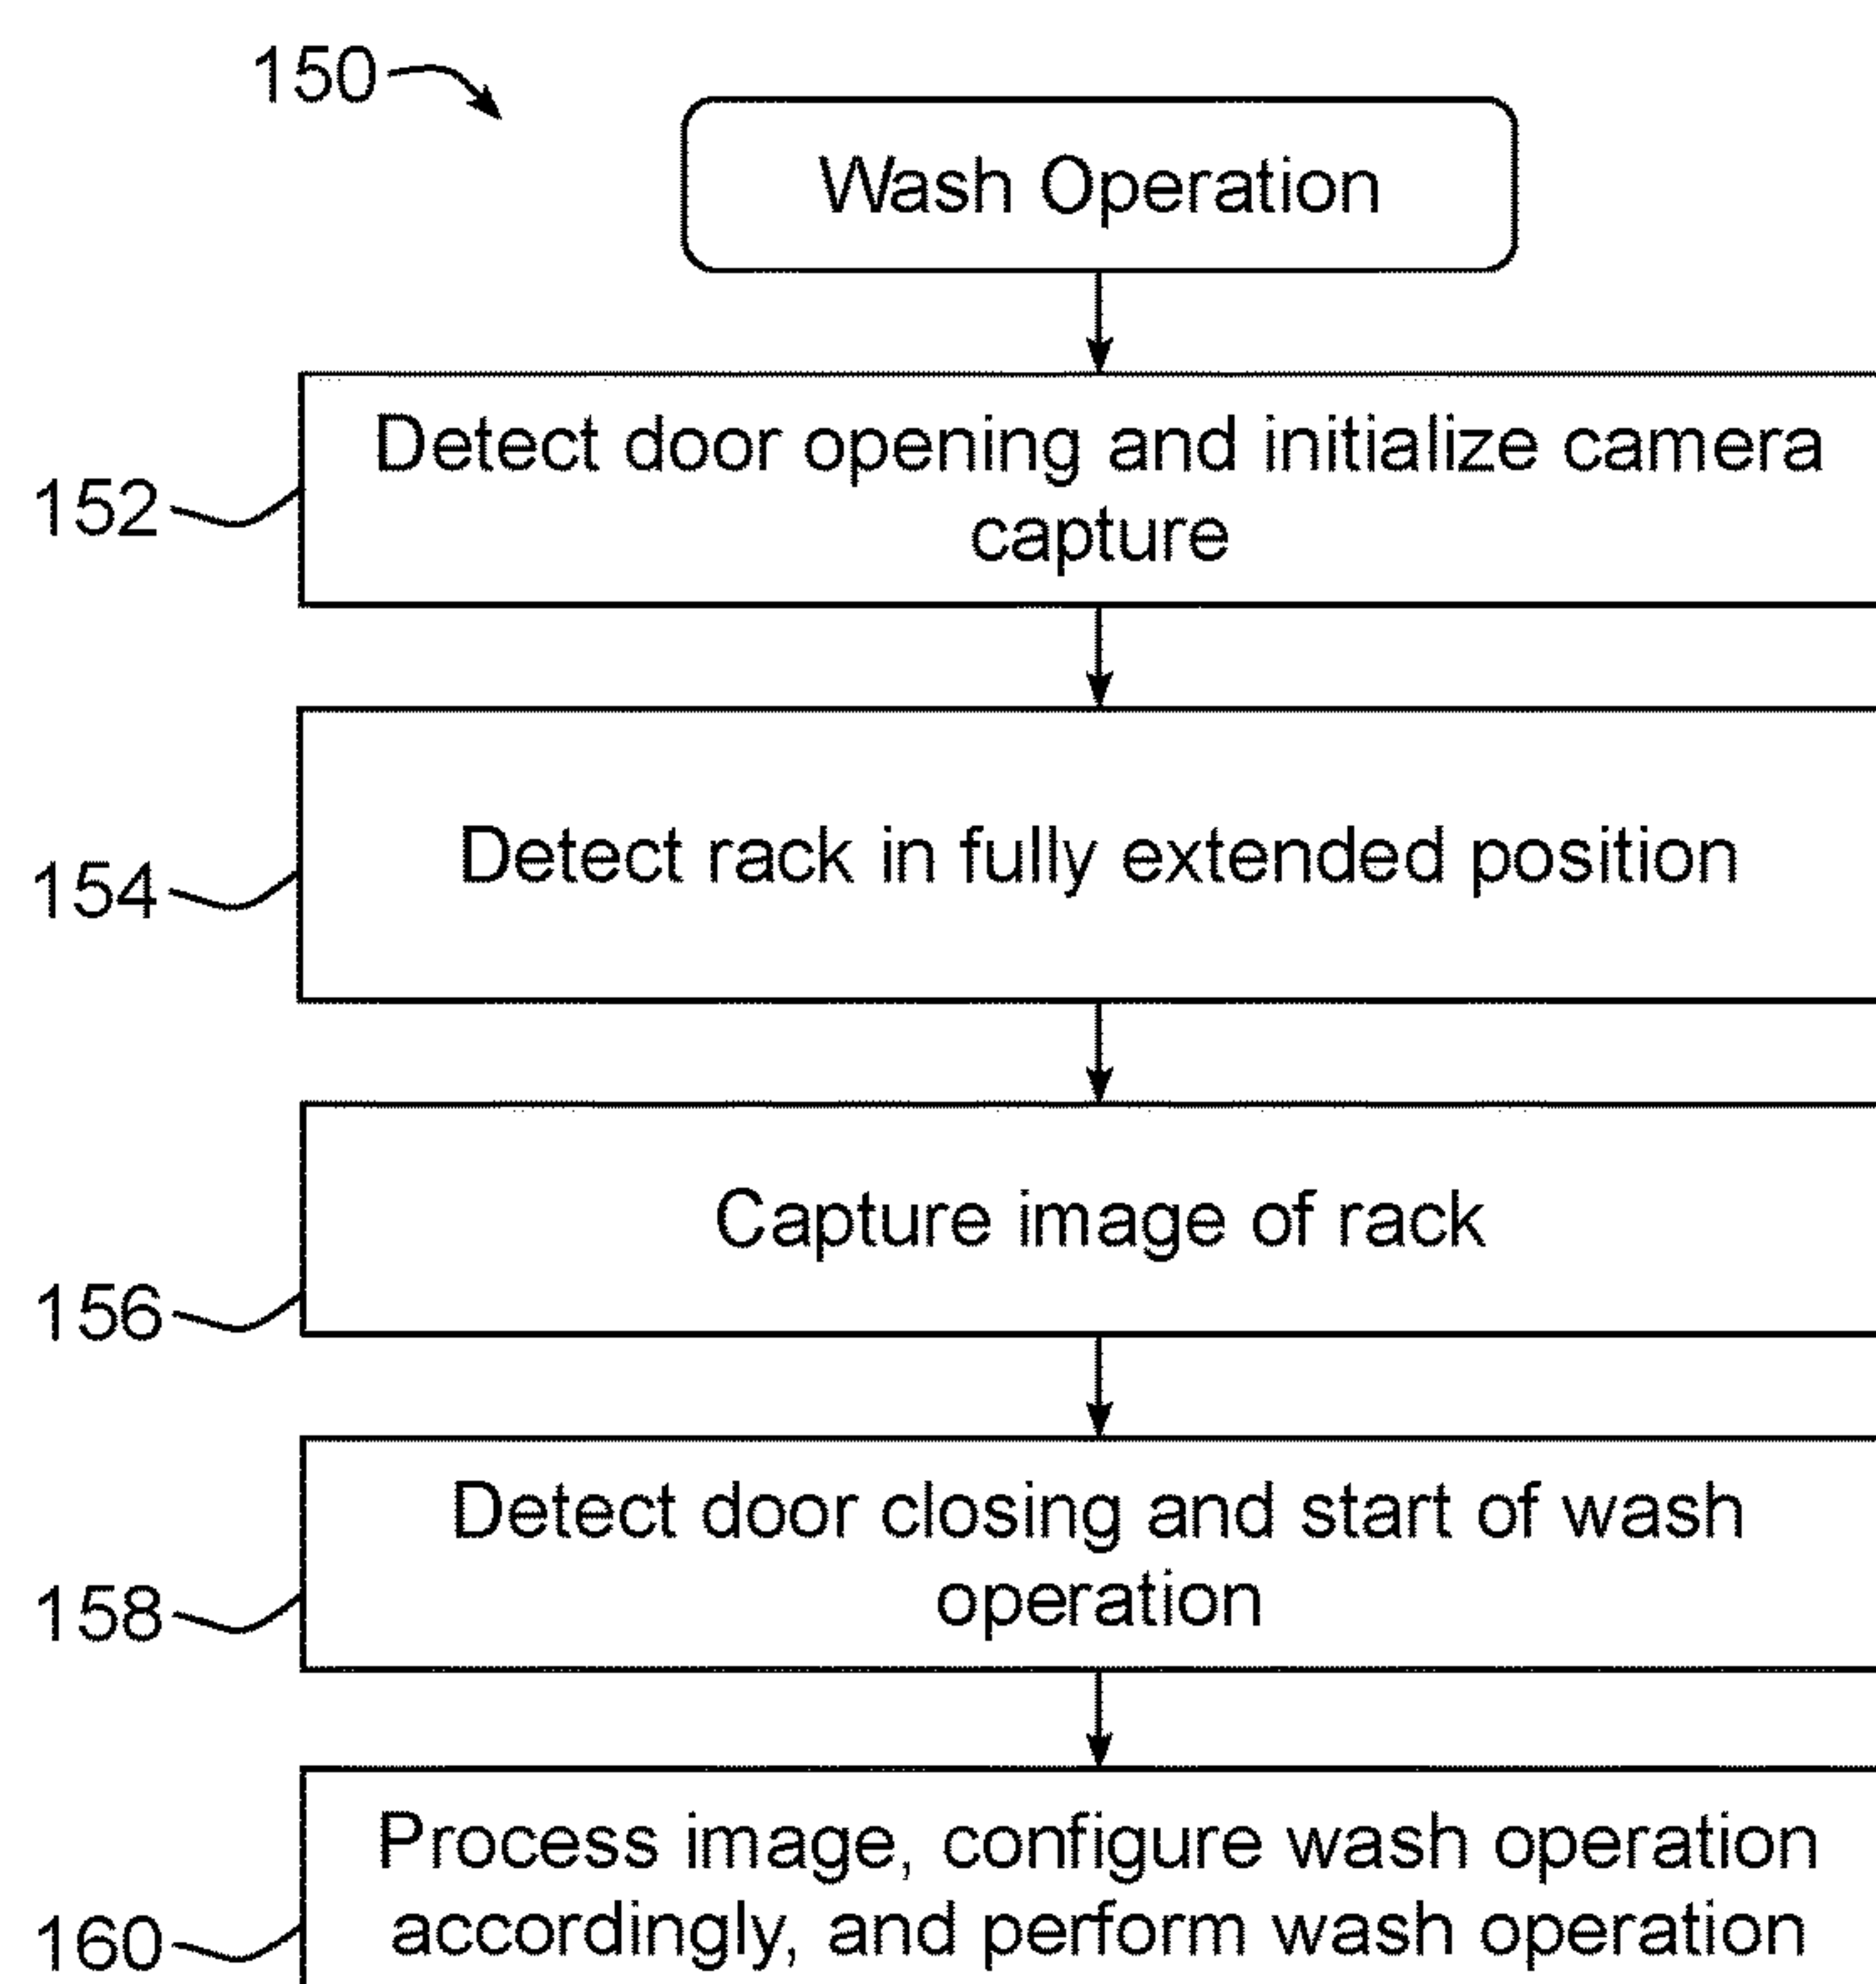 150
Wash Operation
Detect door opening and initialize camera
capture
152
Detect rack in fully extended position
154
Capture image of rack
156
Detect door closing and start of wash
operation
158
Process image, configure wash operation
accordingly, and perform wash operation
160